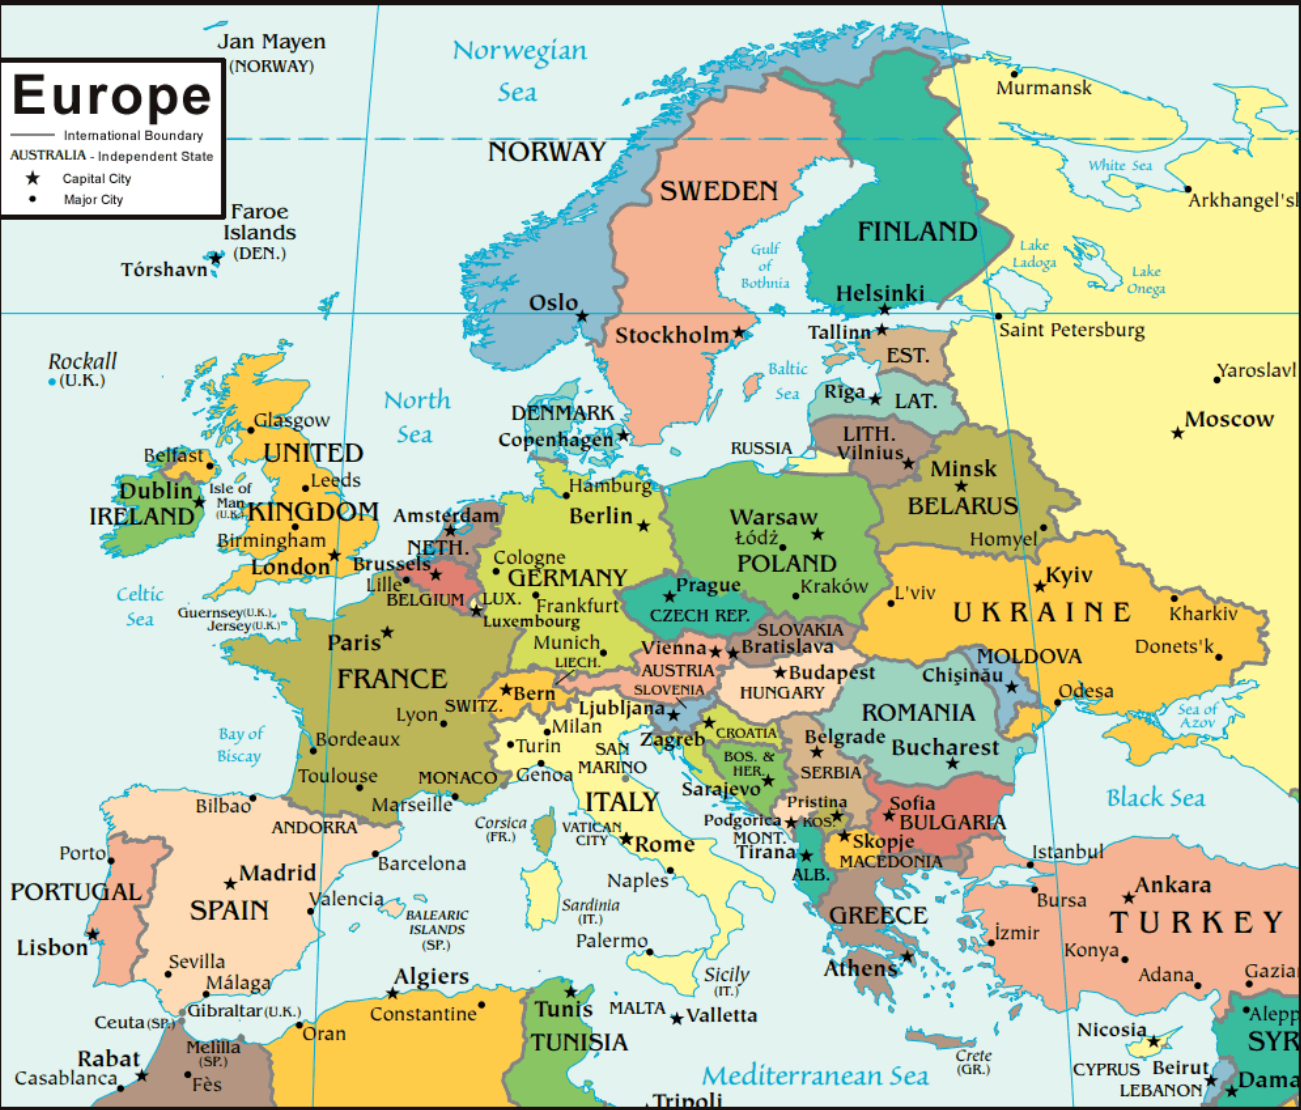 Jan Mayen
(NORWAY)
Norwegian
Sea
Europe
International Boundary
AUSTRALIA - Independent State
Capital City
Major City
Murmansk
NORWAY
White Sea
SWEDEN
Arkhangel'sl
Faroe
Islands
(DEN.)
Tórshavn
FINLAND
Gulf
of
Bothnia
Lake
Ladoga
Lake
Onega
Helsinki
Oslo
Stockholm
Tallinn
Saint Petersburg
Rockall
(U.K.)
EST.
Baltic
Sea
Yaroslavl
North
Sea
Rīga
LAT.
Moscow
DENMARK
Copenhagen
Glasgow
LITH.
Vilnius
RUSSIA
UNITED
KINGDOM
Belfast
Minsk
BELARUS
Leeds
Hamburg
Dublin
IRELAND
Isle of
Man
(U.K.)
Amsterdam
NETH.
Berlin
Warsaw
Łódź
POLAND
Homyel
Birmingham
London
Brussels
Lille
BELGIUM
Cologne
GERMANY
Kyiv
Prague
CZECH REP.
Kraków
L'viv
UKRAINE
Kharkiv
Celtic
Sea
Guernsey(U.K.)
Jersey(U.K.)
LUX.
Luxembourg
Frankfurt
Paris
FRANCE
Munich
LIECH.
Vienna
AUSTRIA
SLOVAKIA
Bratislava
Donets'k
MOLDOVA
Chişinău
Budapest
HUNGARY
SLOVENIA
Ljubljana
Bern
SWITZ.
Odesa
Lyon
Milan
Turin
Genoa
SAN
MARINO
Zagreb
CROATIA
ROMANIA
Bucharest
Sea of
Azov
Bay of
Biscay
Bordeaux
Toulouse
MONACO
Marseille
BOS. &
HER.
Sarajevo
Belgrade
SERBIA
Black Sea
Bilbao
ANDORRA
ITALY
Corsica
(FR.)
VATICAN
CITY
Rome
Pristina
KOS.
Podgorica
MONT.
Sofia
BULGARIA
Skopje
MACEDONIA
Tirana
ALB.
Istanbul
Porto
PORTUGAL
Lisbon
Madrid
SPAIN
Barcelona
Valencia
Naples
Bursa
Ankara
TURKEY
BALEARIC
ISLANDS
(SP.)
Sardinia
(IT.)
GREECE
Athens
İzmir
Konya
Palermo
Sicily
(IT.)
Adana
Gazian
Sevilla
Málaga
Algiers
Constantine
Gibraltar(U.K.)
Ceuta(SP.)
Oran
Tunis
TUNISIA
MALTA
Valletta
Alepp
SYR
Nicosia
CYPRUS
Rabat
Melilla
(SP.)
Casablanca
Fès
Crete
(GR.)
Mediterranean Sea
Beirut
LEBANON
Dama
Tripoli